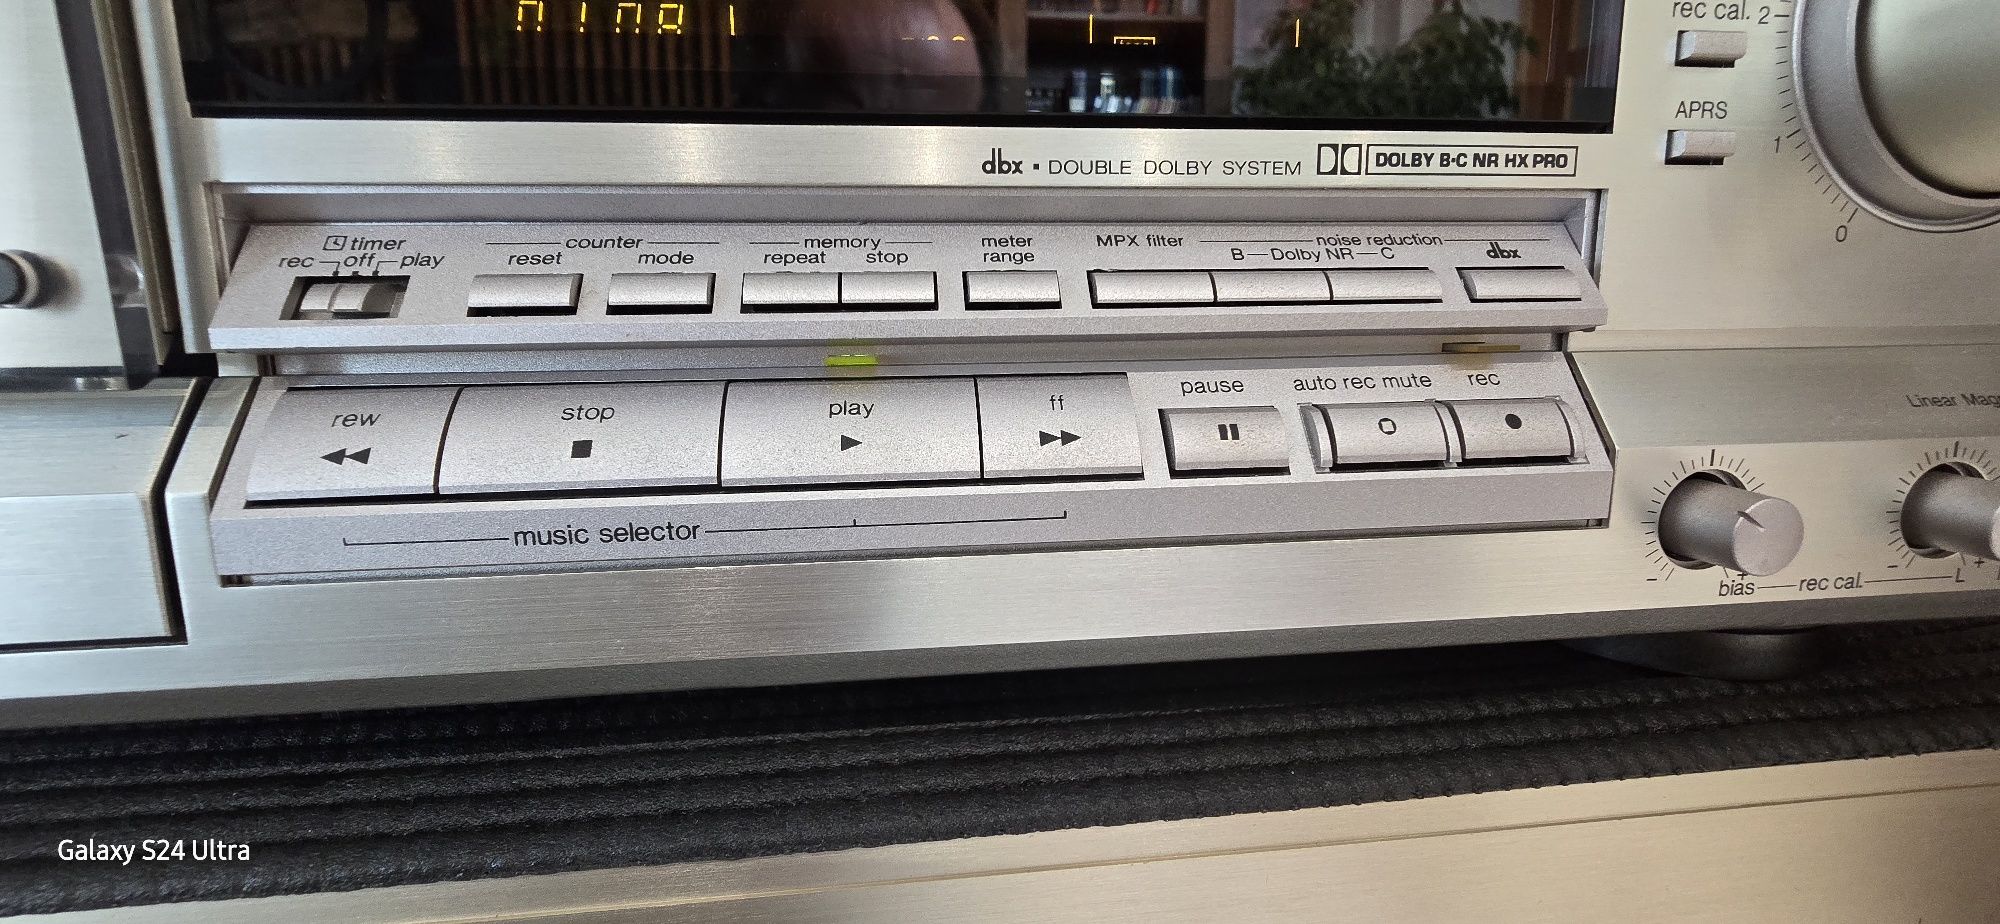 rec cal. 2
APRS
1
0
dbx ▪ DOUBLE DOLBY SYSTEM DOLBY B·C NR HX PRO
timer
rec off play
counter
reset mode
memory
repeat stop
meter
range
MPX filter
noise reduction
B Dolby NR C
dbx
rew
stop
play
ff
pause
auto rec mute
rec
music selector
Linear Mag
- +
bias rec cal. L
- +
Galaxy S24 Ultra